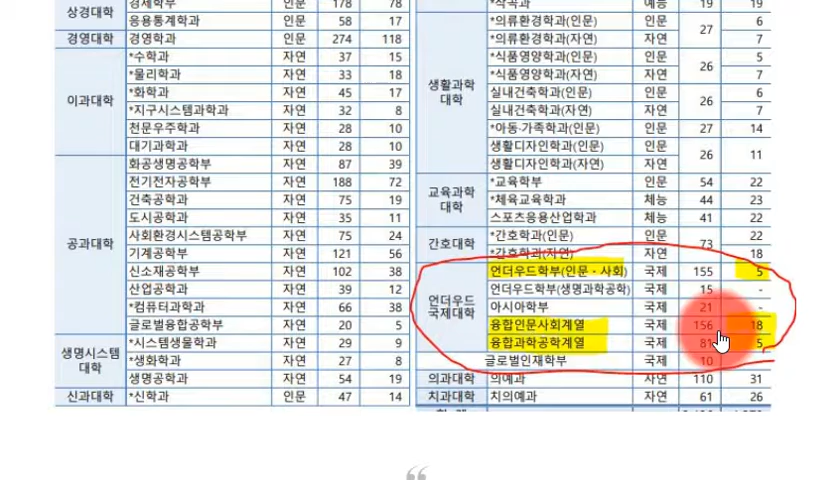 상경대학 경제학부 인문 178 78
응용통계학과 인문 58 17
경영대학 경영학과 인문 274 118
이과대학 *수학과 자연 37 15
*물리학과 자연 33 18
*화학과 자연 45 17
*지구시스템과학과 자연 32 8
천문우주학과 자연 28 10
대기과학과 자연 28 10
공과대학 화공생명공학부 자연 87 39
전기전자공학부 자연 188 72
건축공학과 자연 75 19
도시공학과 자연 35 11
사회환경시스템공학부 자연 75 24
기계공학부 자연 121 56
신소재공학부 자연 102 38
산업공학과 자연 39 12
*컴퓨터과학과 자연 66 38
글로벌융합공학부 자연 20 5
생명시스템
대학
*시스템생물학과 자연 29 9
*생화학과 자연 27 8
생명공학과 자연 54 19
신과대학 *신학과 인문 47 14
*작곡과 예능 19 19
생활과학
대학
*의류환경학과(인문) 인문 27 6
*의류환경학과(자연) 자연 7
*식품영양학과(인문) 인문 26 5
*식품영양학과(자연) 자연 7
실내건축학과(인문) 인문 26 6
실내건축학과(자연) 자연 7
*아동·가족학과(인문) 인문 27 14
생활디자인학과(인문) 인문 26 11
생활디자인학과(자연) 자연
교육과학
대학
*교육학부 인문 54 22
*체육교육학과 체능 44 23
스포츠응용산업학과 체능 41 22
간호대학 *간호학과(인문) 인문 73 22
*간호학과(자연) 자연 18
언더우드
국제대학
언더우드학부(인문·사회) 국제 155 5
언더우드학부(생명과학공학) 국제 15 -
아시아학부 국제 21 -
융합인문사회계열 국제 156 18
융합과학공학계열 국제 81 5
글로벌인재학부 국제 10
의과대학 의예과 자연 110 31
치과대학 치의예과 자연 61 26